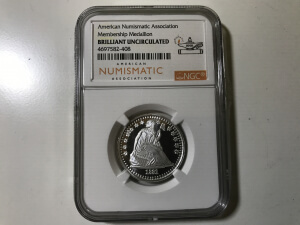 American Numismatic Association
Membership Medallion
BRILLIANT UNCIRCULATED
4697582-408
NGC
AMERICAN
NUMISMATIC
ASSOCIATION